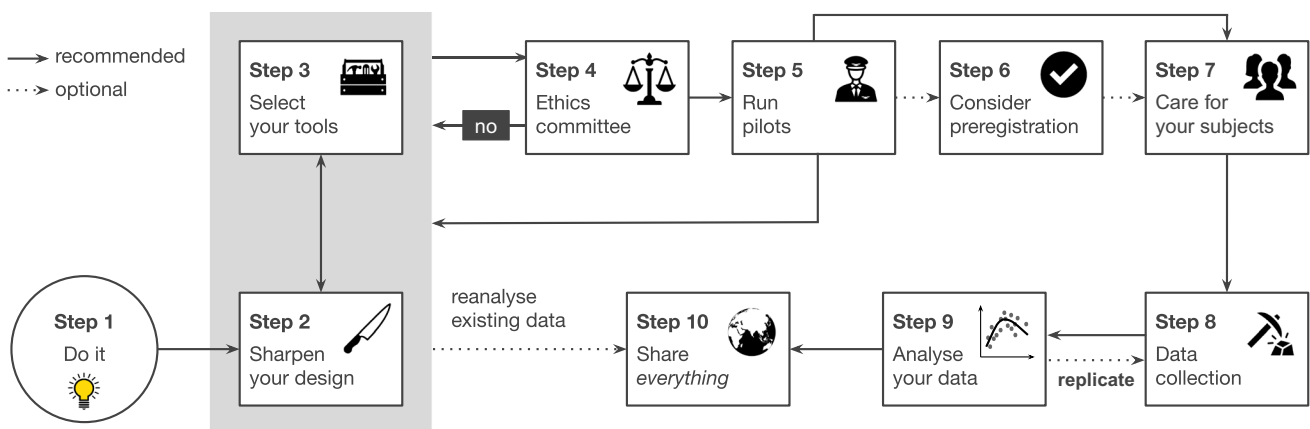 recommended
optional
Step 3
Select
your tools
Step 4
Ethics
committee
no
Step 5
Run
pilots
Step 6
Consider
preregistration
Step 7
Care for
your subjects
Step 1
Do it
Step 2
Sharpen
your design
reanalyse
existing data
Step 10
Share
everything
Step 9
Analyse
your data
replicate
Step 8
Data
collection